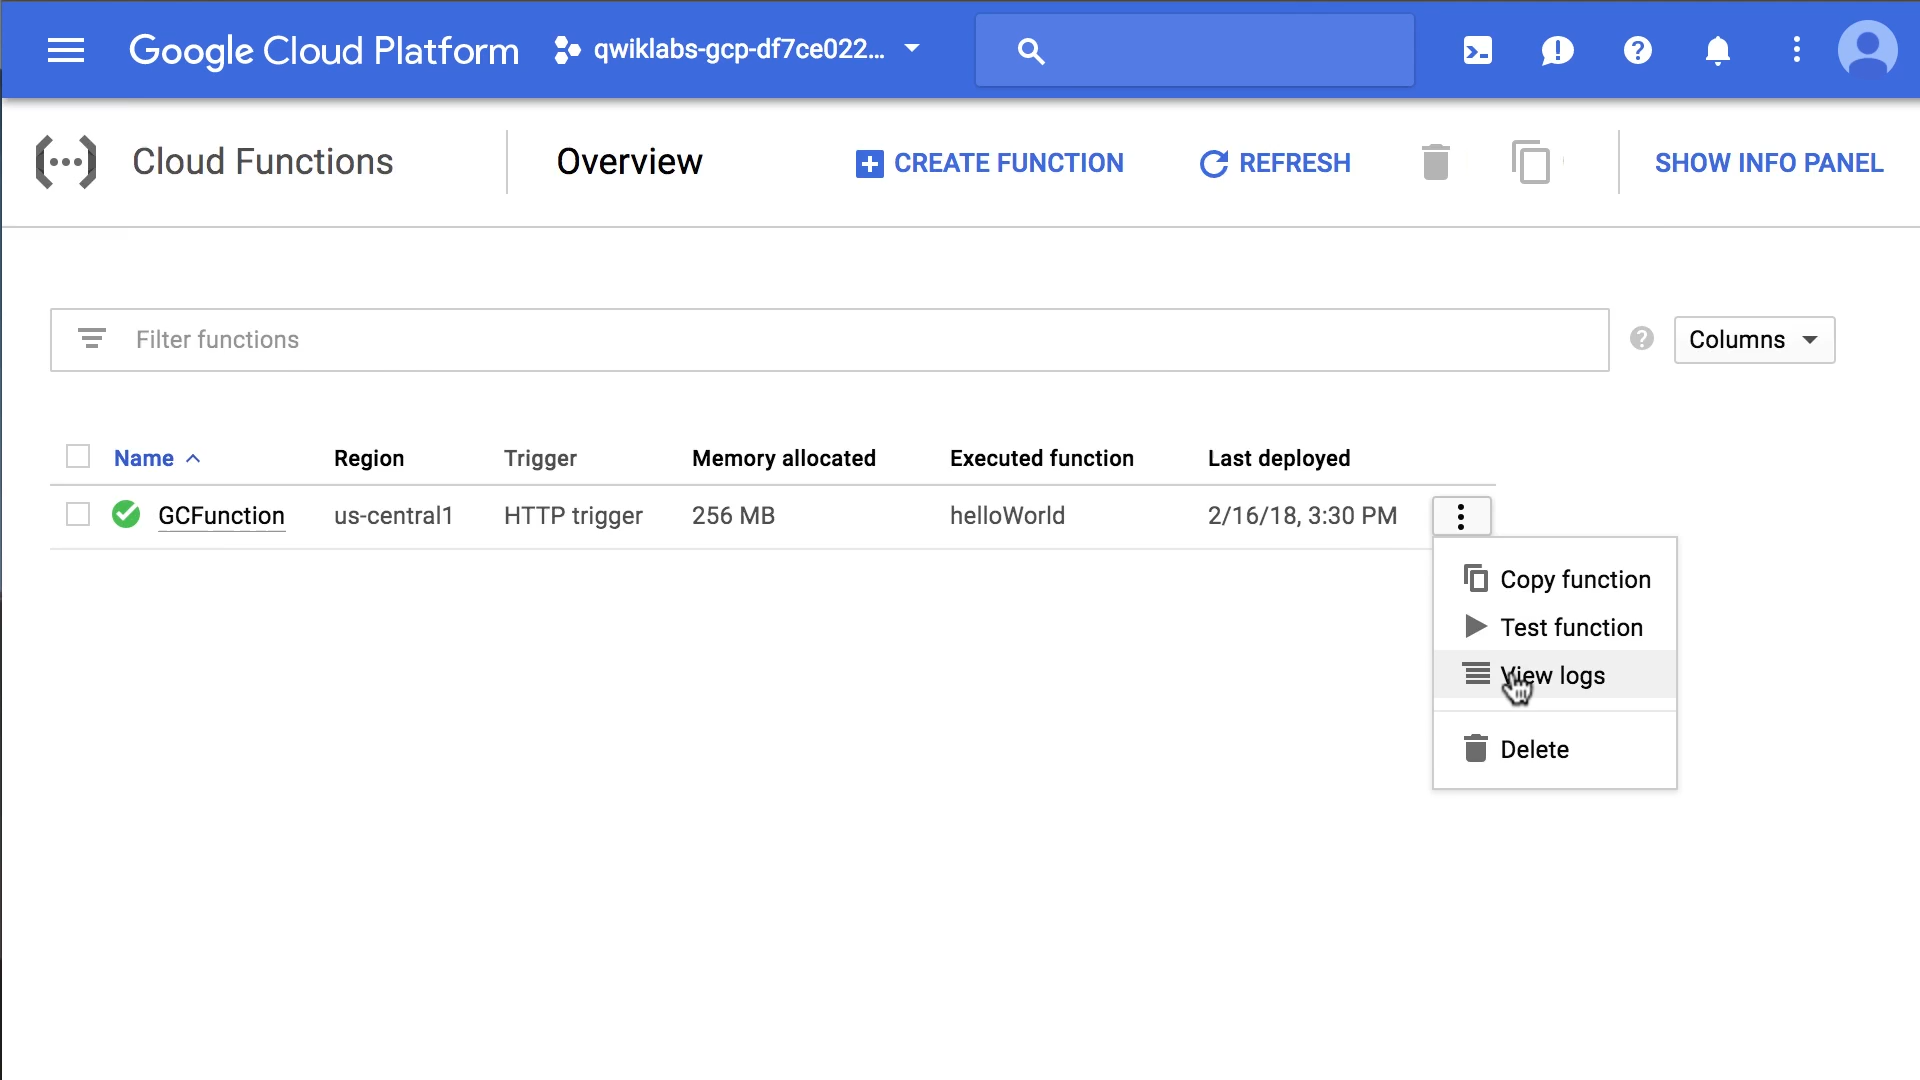 Google Cloud Platform qwiklabs-gcp-df7ce022...
Cloud Functions Overview CREATE FUNCTION REFRESH SHOW INFO PANEL
Filter functions Columns
Name Region Trigger Memory allocated Executed function Last deployed
GCFunction us-central1 HTTP trigger 256 MB helloWorld 2/16/18, 3:30 PM
Copy function
Test function
View logs
Delete